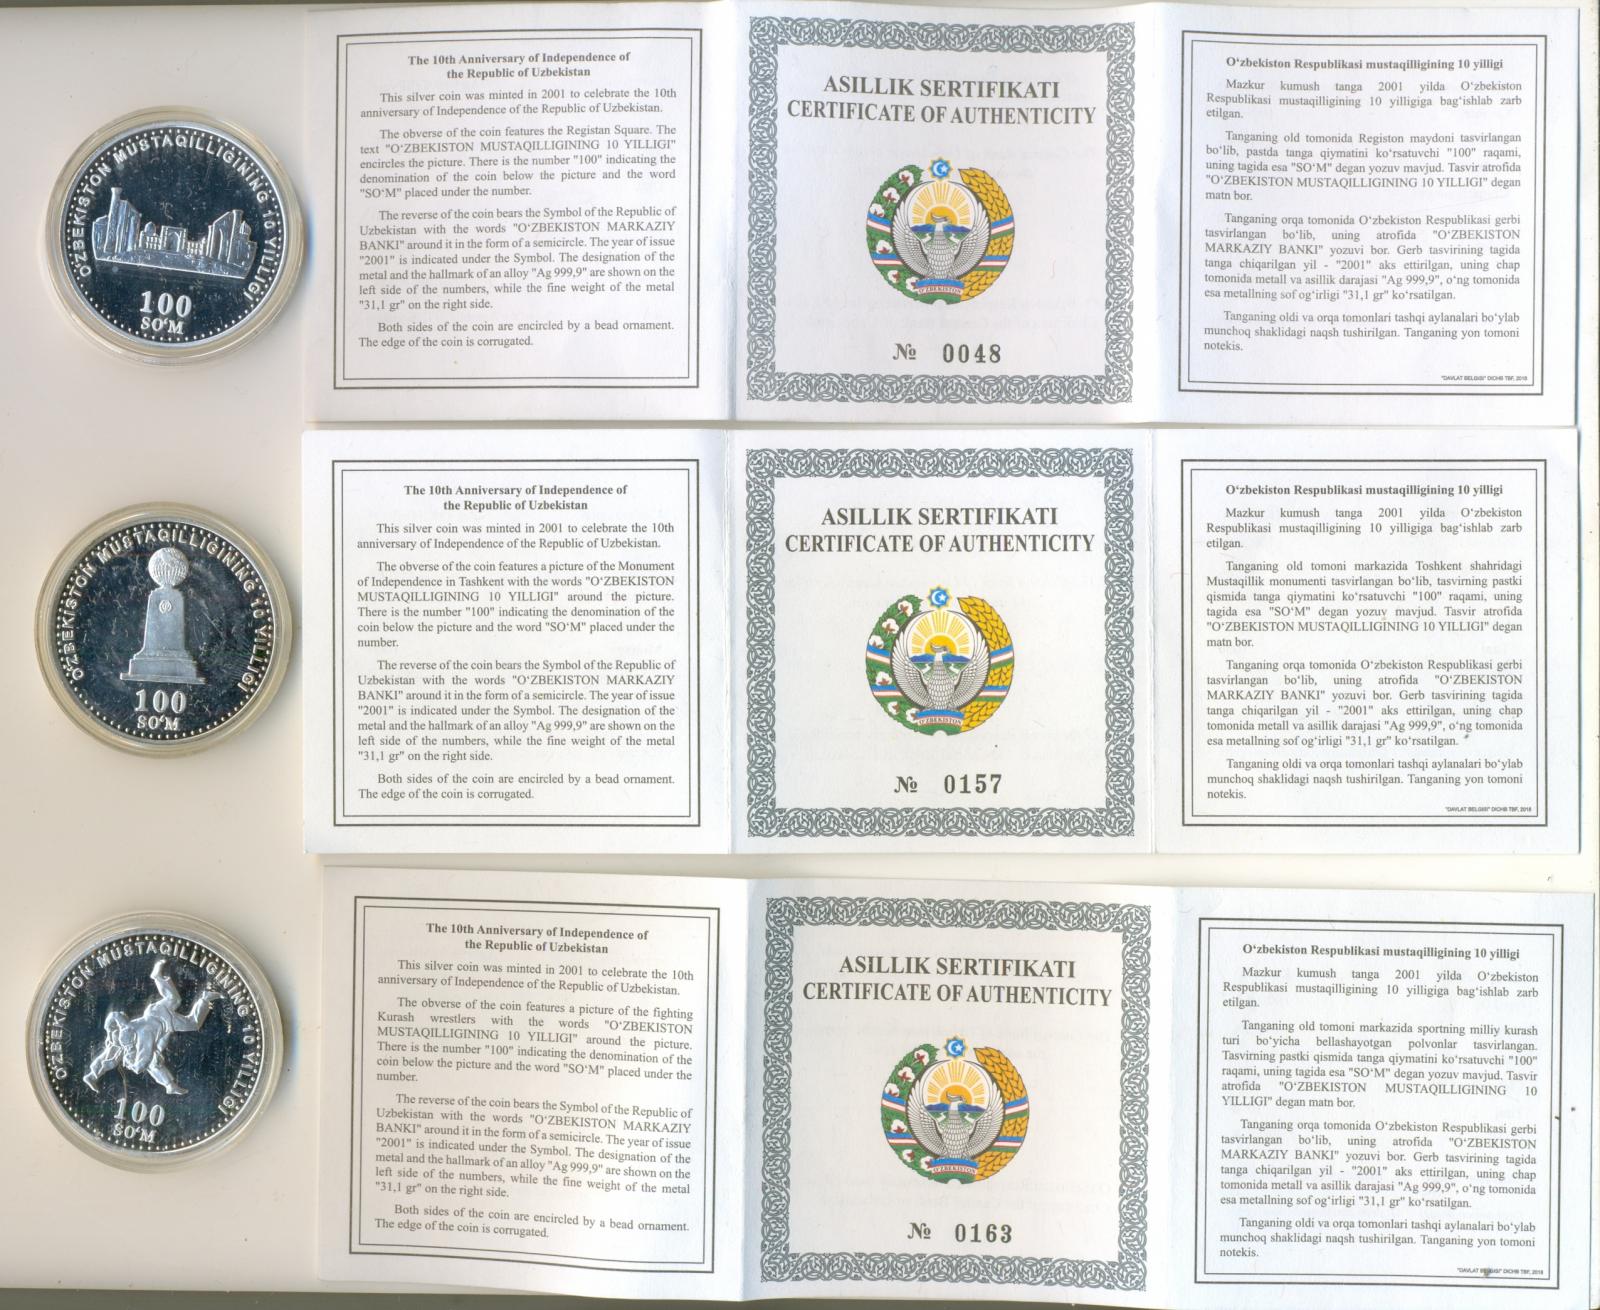 O‘ZBEKISTON MUSTAQILLIGINING 10 YILLIGI
100
SO‘M
The 10th Anniversary of Independence of
the Republic of Uzbekistan
This silver coin was minted in 2001 to celebrate the 10th
anniversary of Independence of the Republic of Uzbekistan.
The obverse of the coin features the Registan Square. The
text "O‘ZBEKISTON MUSTAQILLIGINING 10 YILLIGI"
encircles the picture. There is the number "100" indicating the
denomination of the coin below the picture and the word
"SO‘M" placed under the number.
The reverse of the coin bears the Symbol of the Republic of
Uzbekistan with the words "O‘ZBEKISTON MARKAZIY
BANKI" around it in the form of a semicircle. The year of issue
"2001" is indicated under the Symbol. The designation of the
metal and the hallmark of an alloy "Ag 999,9" are shown on the
left side of the numbers, while the fine weight of the metal
"31,1 gr" on the right side.
Both sides of the coin are encircled by a bead ornament.
The edge of the coin is corrugated.
ASILLIK SERTIFIKATI
CERTIFICATE OF AUTHENTICITY
O‘ZBEKISTON
№ 0048
O‘zbekiston Respublikasi mustaqilligining 10 yilligi
Mazkur kumush tanga 2001 yilda O‘zbekiston
Respublikasi mustaqilligining 10 yilligiga bag‘ishlab zarb
etilgan.
Tanganing old tomonida Registon maydoni tasvirlangan
bo‘lib, pastda tanga qiymatini ko‘rsatuvchi "100" raqami,
uning tagida esa "SO‘M" degan yozuv mavjud. Tasvir atrofida
"O‘ZBEKISTON MUSTAQILLIGINING 10 YILLIGI" degan
matn bor.
Tanganing orqa tomonida O‘zbekiston Respublikasi gerbi
tasvirlangan bo‘lib, uning atrofida "O‘ZBEKISTON
MARKAZIY BANKI" yozuvi bor. Gerb tasvirining tagida
tanga chiqarilgan yil - "2001" aks ettirilgan, uning chap
tomonida metall va asillik darajasi "Ag 999,9", o‘ng tomonida
esa metallning sof og‘irligi "31,1 gr" ko‘rsatilgan.
Tanganing oldi va orqa tomonlari tashqi aylanalari bo‘ylab
munchoq shaklidagi naqsh tushirilgan. Tanganing yon tomoni
notekis.
"DAVLAT BELGISI" DICHB TBF, 2018
O‘ZBEKISTON MUSTAQILLIGINING 10 YILLIGI
100
SO‘M
The 10th Anniversary of Independence of
the Republic of Uzbekistan
This silver coin was minted in 2001 to celebrate the 10th
anniversary of Independence of the Republic of Uzbekistan.
The obverse of the coin features a picture of the Monument
of Independence in Tashkent with the words "O‘ZBEKISTON
MUSTAQILLIGINING 10 YILLIGI" around the picture.
There is the number "100" indicating the denomination of the
coin below the picture and the word "SO‘M" placed under the
number.
The reverse of the coin bears the Symbol of the Republic of
Uzbekistan with the words "O‘ZBEKISTON MARKAZIY
BANKI" around it in the form of a semicircle. The year of issue
"2001" is indicated under the Symbol. The designation of the
metal and the hallmark of an alloy "Ag 999,9" are shown on the
left side of the numbers, while the fine weight of the metal
"31,1 gr" on the right side.
Both sides of the coin are encircled by a bead ornament.
The edge of the coin is corrugated.
ASILLIK SERTIFIKATI
CERTIFICATE OF AUTHENTICITY
O‘ZBEKISTON
№ 0157
O‘zbekiston Respublikasi mustaqilligining 10 yilligi
Mazkur kumush tanga 2001 yilda O‘zbekiston
Respublikasi mustaqilligining 10 yilligiga bag‘ishlab zarb
etilgan.
Tanganing old tomoni markazida Toshkent shahridagi
Mustaqillik monumenti tasvirlangan bo‘lib, tasvirning pastki
qismida tanga qiymatini ko‘rsatuvchi "100" raqami, uning
tagida esa "SO‘M" degan yozuv mavjud. Tasvir atrofida
"O‘ZBEKISTON MUSTAQILLIGINING 10 YILLIGI" degan
matn bor.
Tanganing orqa tomonida O‘zbekiston Respublikasi gerbi
tasvirlangan bo‘lib, uning atrofida "O‘ZBEKISTON
MARKAZIY BANKI" yozuvi bor. Gerb tasvirining tagida
tanga chiqarilgan yil - "2001" aks ettirilgan, uning chap
tomonida metall va asillik darajasi "Ag 999,9", o‘ng tomonida
esa metallning sof og‘irligi "31,1 gr" ko‘rsatilgan.
Tanganing oldi va orqa tomonlari tashqi aylanalari bo‘ylab
munchoq shaklidagi naqsh tushirilgan. Tanganing yon tomoni
notekis.
"DAVLAT BELGISI" DICHB TBF, 2018
O‘ZBEKISTON MUSTAQILLIGINING 10 YILLIGI
100
SO‘M
The 10th Anniversary of Independence of
the Republic of Uzbekistan
This silver coin was minted in 2001 to celebrate the 10th
anniversary of Independence of the Republic of Uzbekistan.
The obverse of the coin features a picture of the fighting
Kurash wrestlers with the words "O‘ZBEKISTON
MUSTAQILLIGINING 10 YILLIGI" around the picture.
There is the number "100" indicating the denomination of the
coin below the picture and the word "SO‘M" placed under the
number.
The reverse of the coin bears the Symbol of the Republic of
Uzbekistan with the words "O‘ZBEKISTON MARKAZIY
BANKI" around it in the form of a semicircle. The year of issue
"2001" is indicated under the Symbol. The designation of the
metal and the hallmark of an alloy "Ag 999,9" are shown on the
left side of the numbers, while the fine weight of the metal
"31,1 gr" on the right side.
Both sides of the coin are encircled by a bead ornament.
The edge of the coin is corrugated.
ASILLIK SERTIFIKATI
CERTIFICATE OF AUTHENTICITY
O‘ZBEKISTON
№ 0163
O‘zbekiston Respublikasi mustaqilligining 10 yilligi
Mazkur kumush tanga 2001 yilda O‘zbekiston
Respublikasi mustaqilligining 10 yilligiga bag‘ishlab zarb
etilgan.
Tanganing old tomoni markazida sportning milliy kurash
turi bo‘yicha bellashayotgan polvonlar tasvirlangan.
Tasvirning pastki qismida tanga qiymatini ko‘rsatuvchi "100"
raqami, uning tagida esa "SO‘M" degan yozuv mavjud. Tasvir
atrofida "O‘ZBEKISTON MUSTAQILLIGINING 10
YILLIGI" degan matn bor.
Tanganing orqa tomonida O‘zbekiston Respublikasi gerbi
tasvirlangan bo‘lib, uning atrofida "O‘ZBEKISTON
MARKAZIY BANKI" yozuvi bor. Gerb tasvirining tagida
tanga chiqarilgan yil - "2001" aks ettirilgan, uning chap
tomonida metall va asillik darajasi "Ag 999,9", o‘ng tomonida
esa metallning sof og‘irligi "31,1 gr" ko‘rsatilgan.
Tanganing oldi va orqa tomonlari tashqi aylanalari bo‘ylab
munchoq shaklidagi naqsh tushirilgan. Tanganing yon tomoni
notekis.
"DAVLAT BELGISI" DICHB TBF, 2018